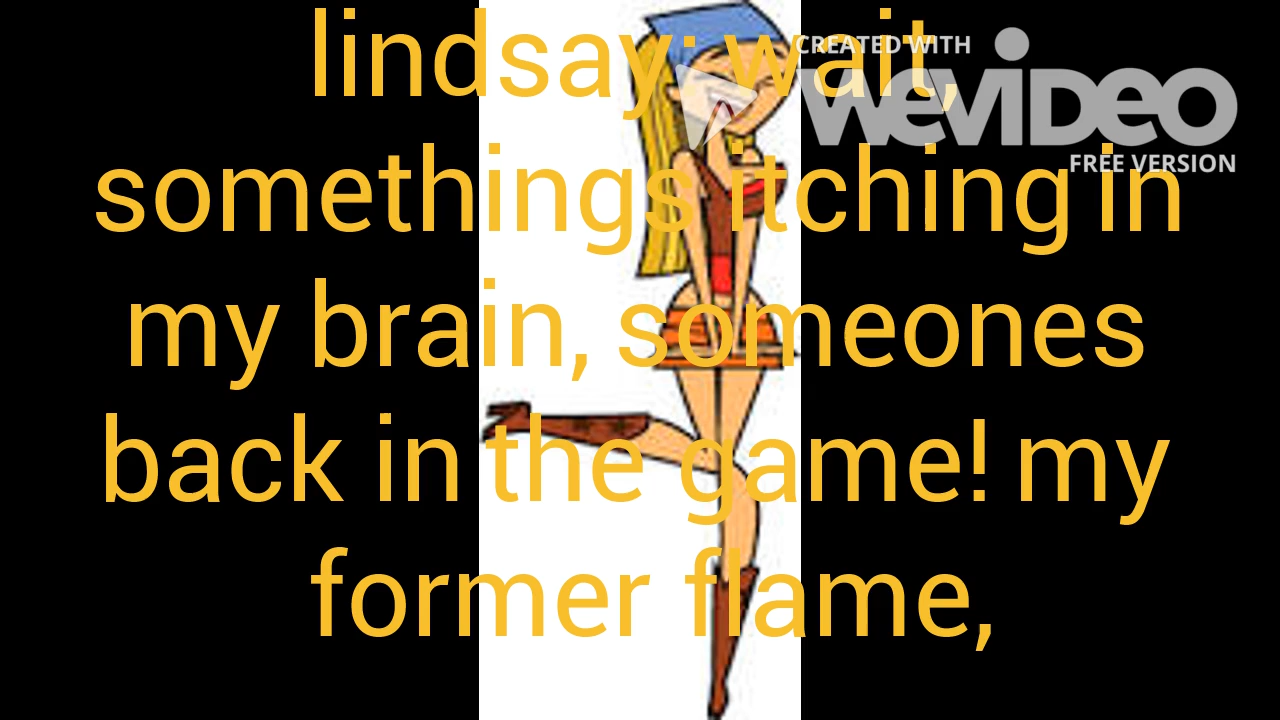 lindsay: wait,
somethings itching in
my brain, someones
back in the game! my
former flame,
CREATED WITH
WEVIDEO
FREE VERSION